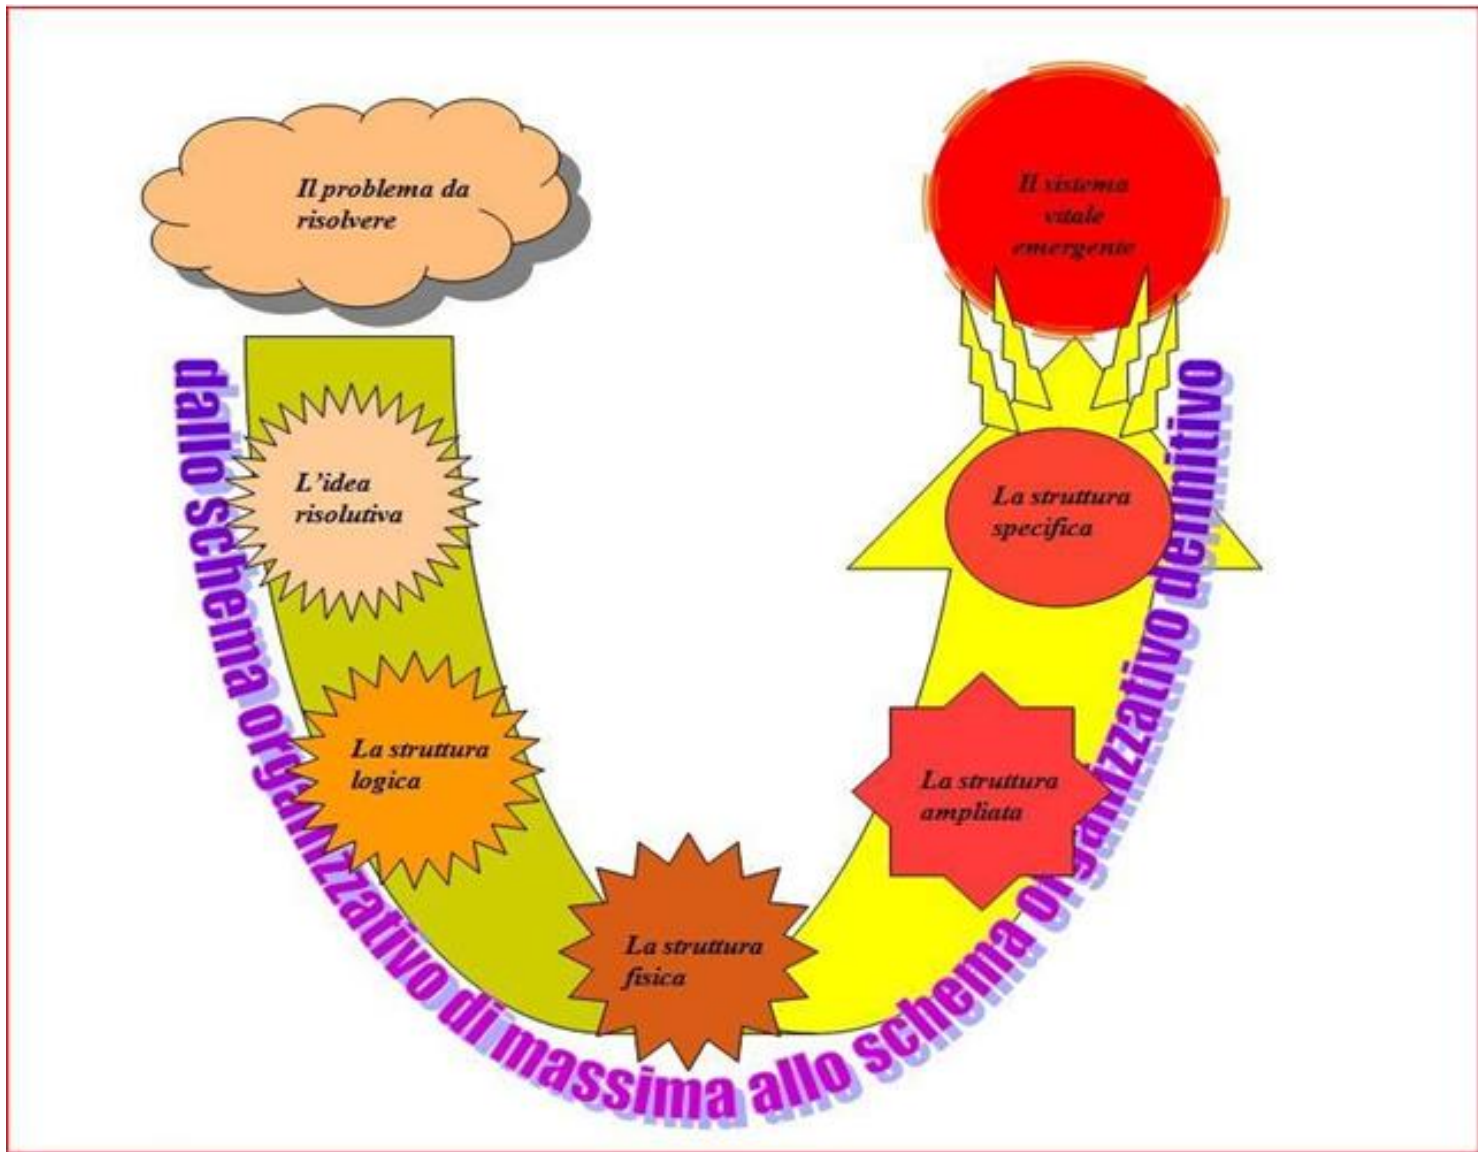 Il problema da
risolvere
L'idea
risolutiva
La struttura
logica
La struttura
fisica
La struttura
ampliata
La struttura
specifica
Il sistema
vitale
emergente
dallo schema organizzativo di massima allo schema organizzativo definitivo